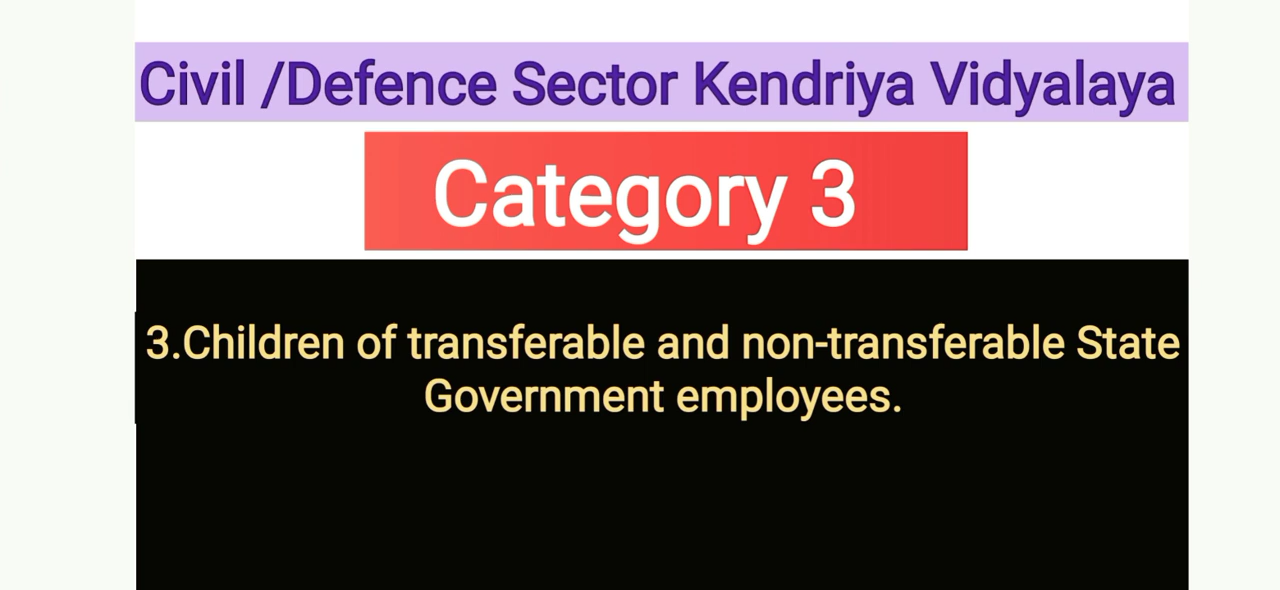 Civil /Defence Sector Kendriya Vidyalaya
Category 3
3.Children of transferable and non-transferable State
Government employees.